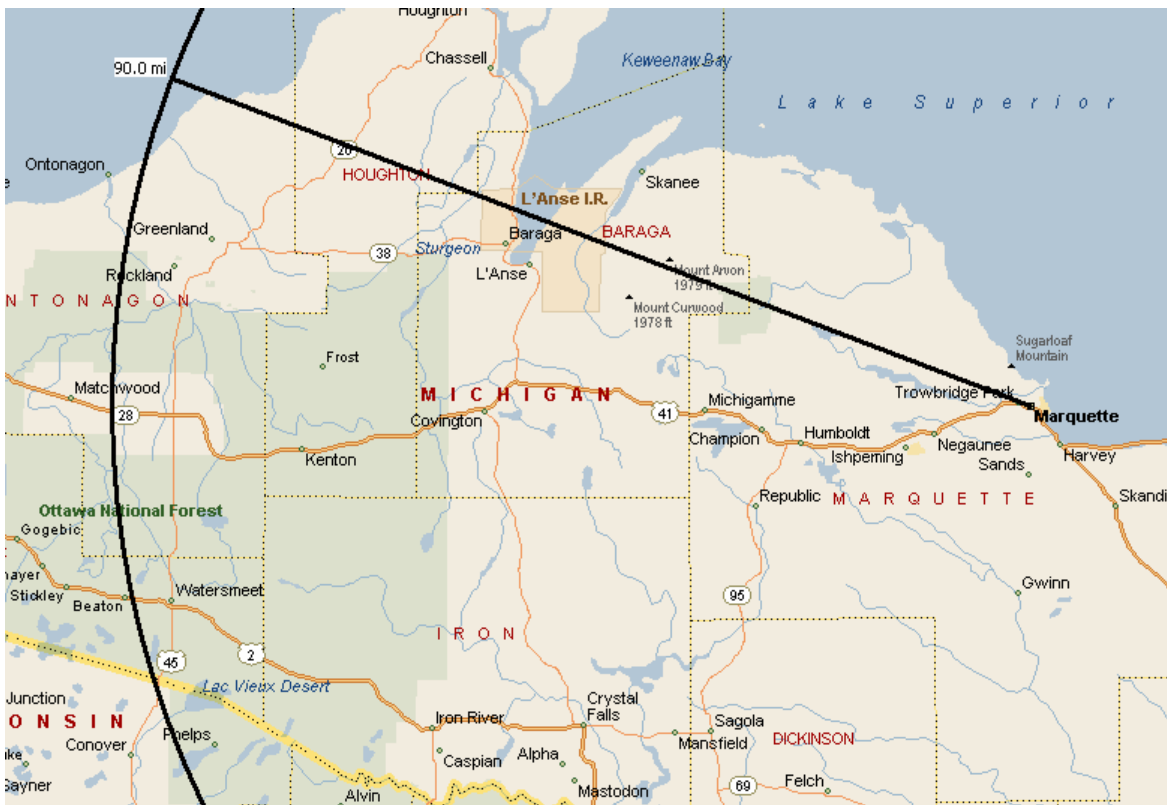 Houghton
Chassell
Keweenaw Bay
90.0 mi
Lake Superior
26
Ontonagon
HOUGHTON
Skanee
L'Anse I.R.
Greenland
Baraga
BARAGA
Sturgeon
38
Rockland
L'Anse
Mount Arvon
1979 ft
NTONAGON
Mount Curwood
1978 ft
Sugarloaf
Mountain
Frost
Matchwood
MICHIGAN
Trowbridge Park
28
Covington
41
Michigamme
Marquette
Champion
Humboldt
Negaunee
Harvey
Kenton
Ishpeming
Sands
Republic
MARQUETTE
Skandi
Ottawa National Forest
Gogebic
mayer
Stickley
Beaton
Watersmeet
95
Gwinn
IRON
45
2
Lac Vieux Desert
Junction
ONSIN
Crystal
Falls
Iron River
Sagola
Phelps
Conover
Mansfield
DICKINSON
ke
Caspian
Alpha
Sayner
69
Felch
Alvin
Mastodon